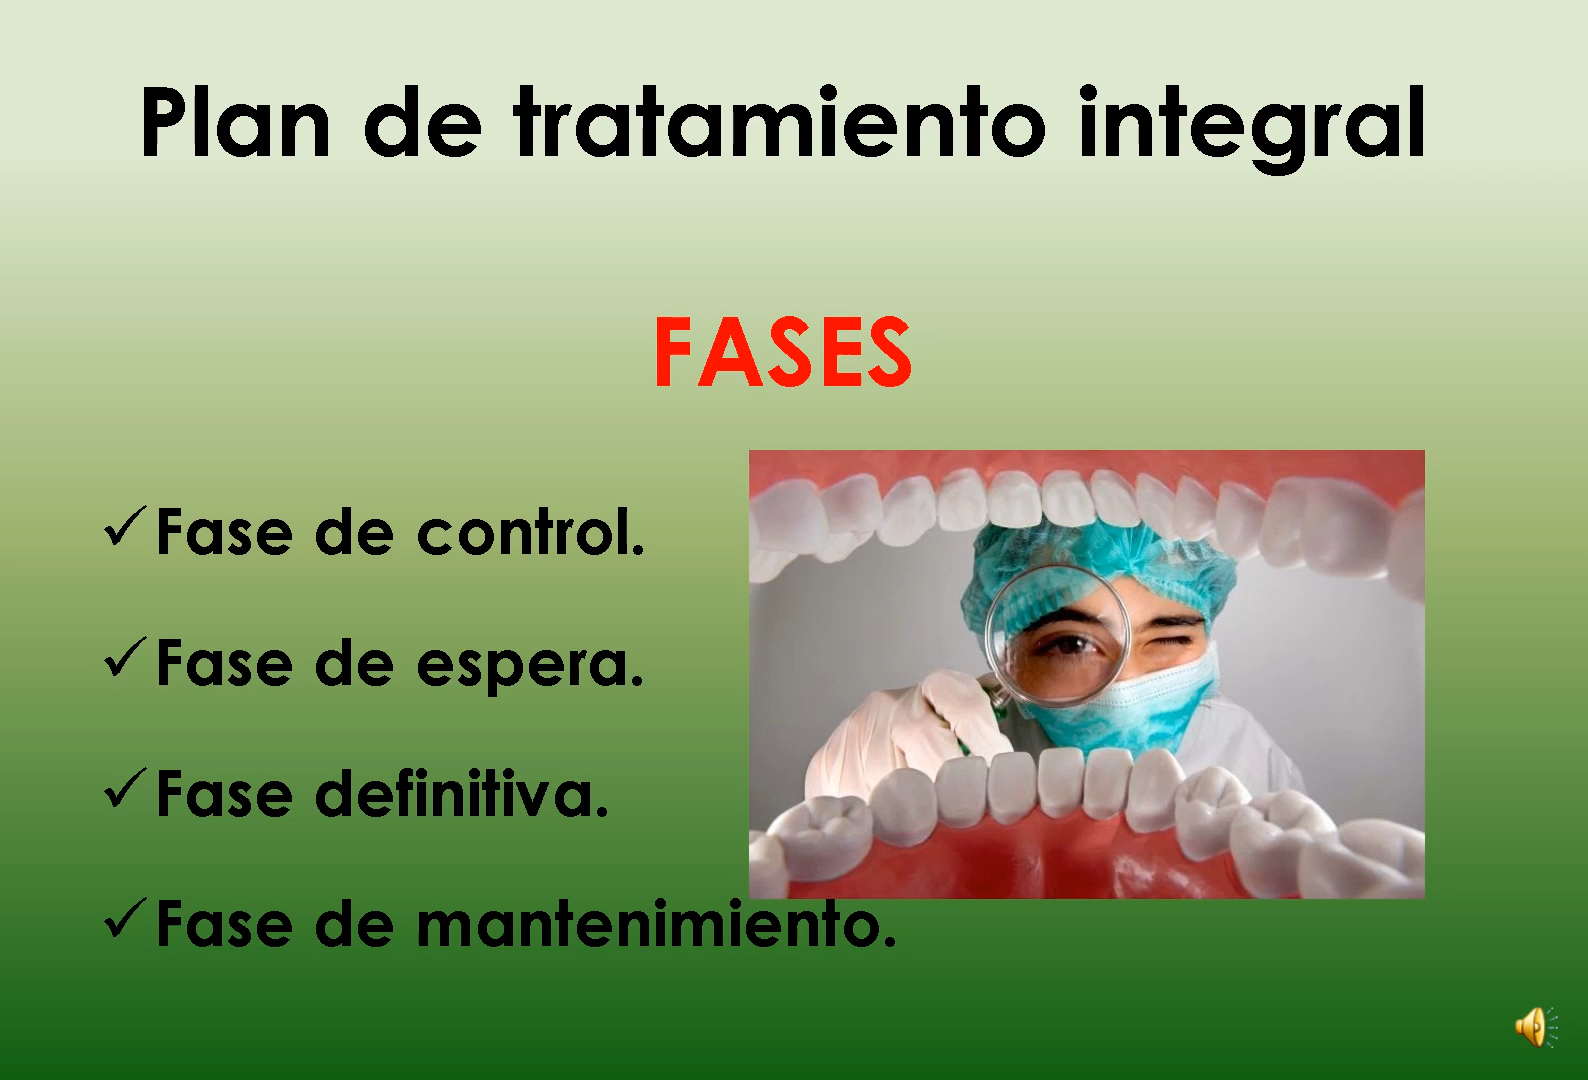 Plan de tratamiento integral
FASES
✓Fase de control.
✓Fase de espera.
✓Fase definitiva.
✓Fase de mantenimiento.